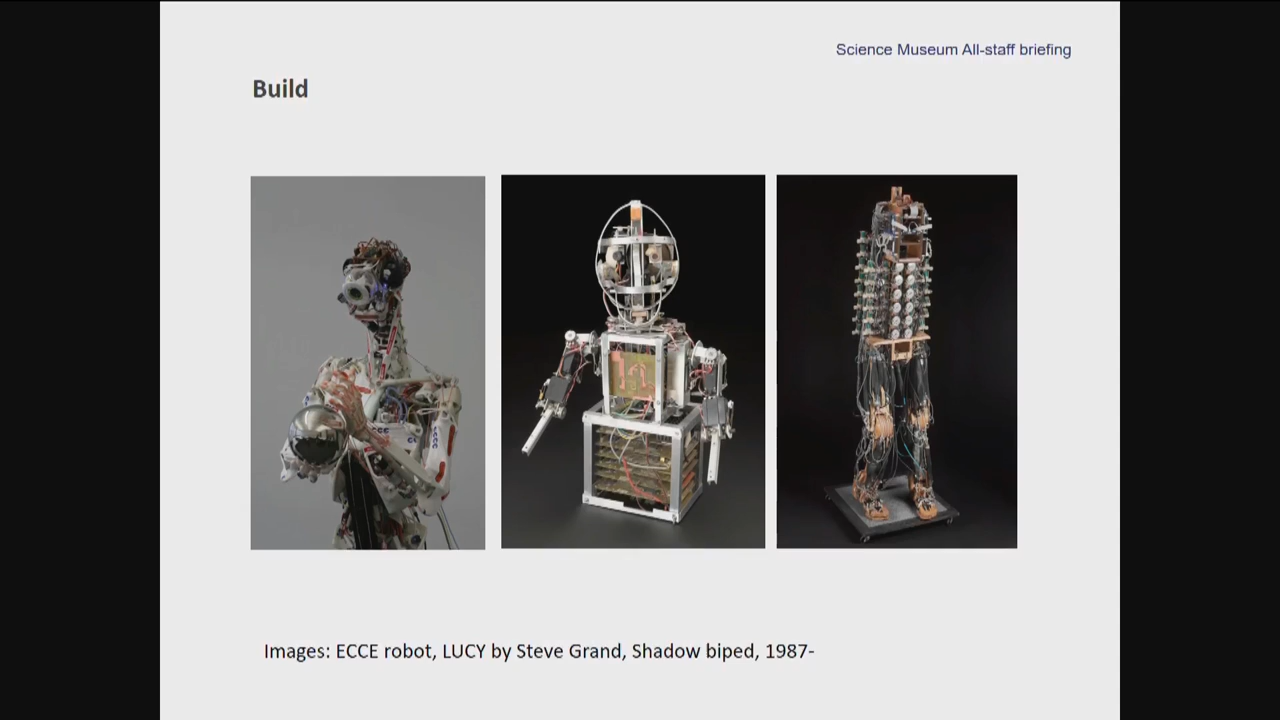 Science Museum All-staff briefing
Build
Images: ECCE robot, LUCY by Steve Grand, Shadow biped, 1987-